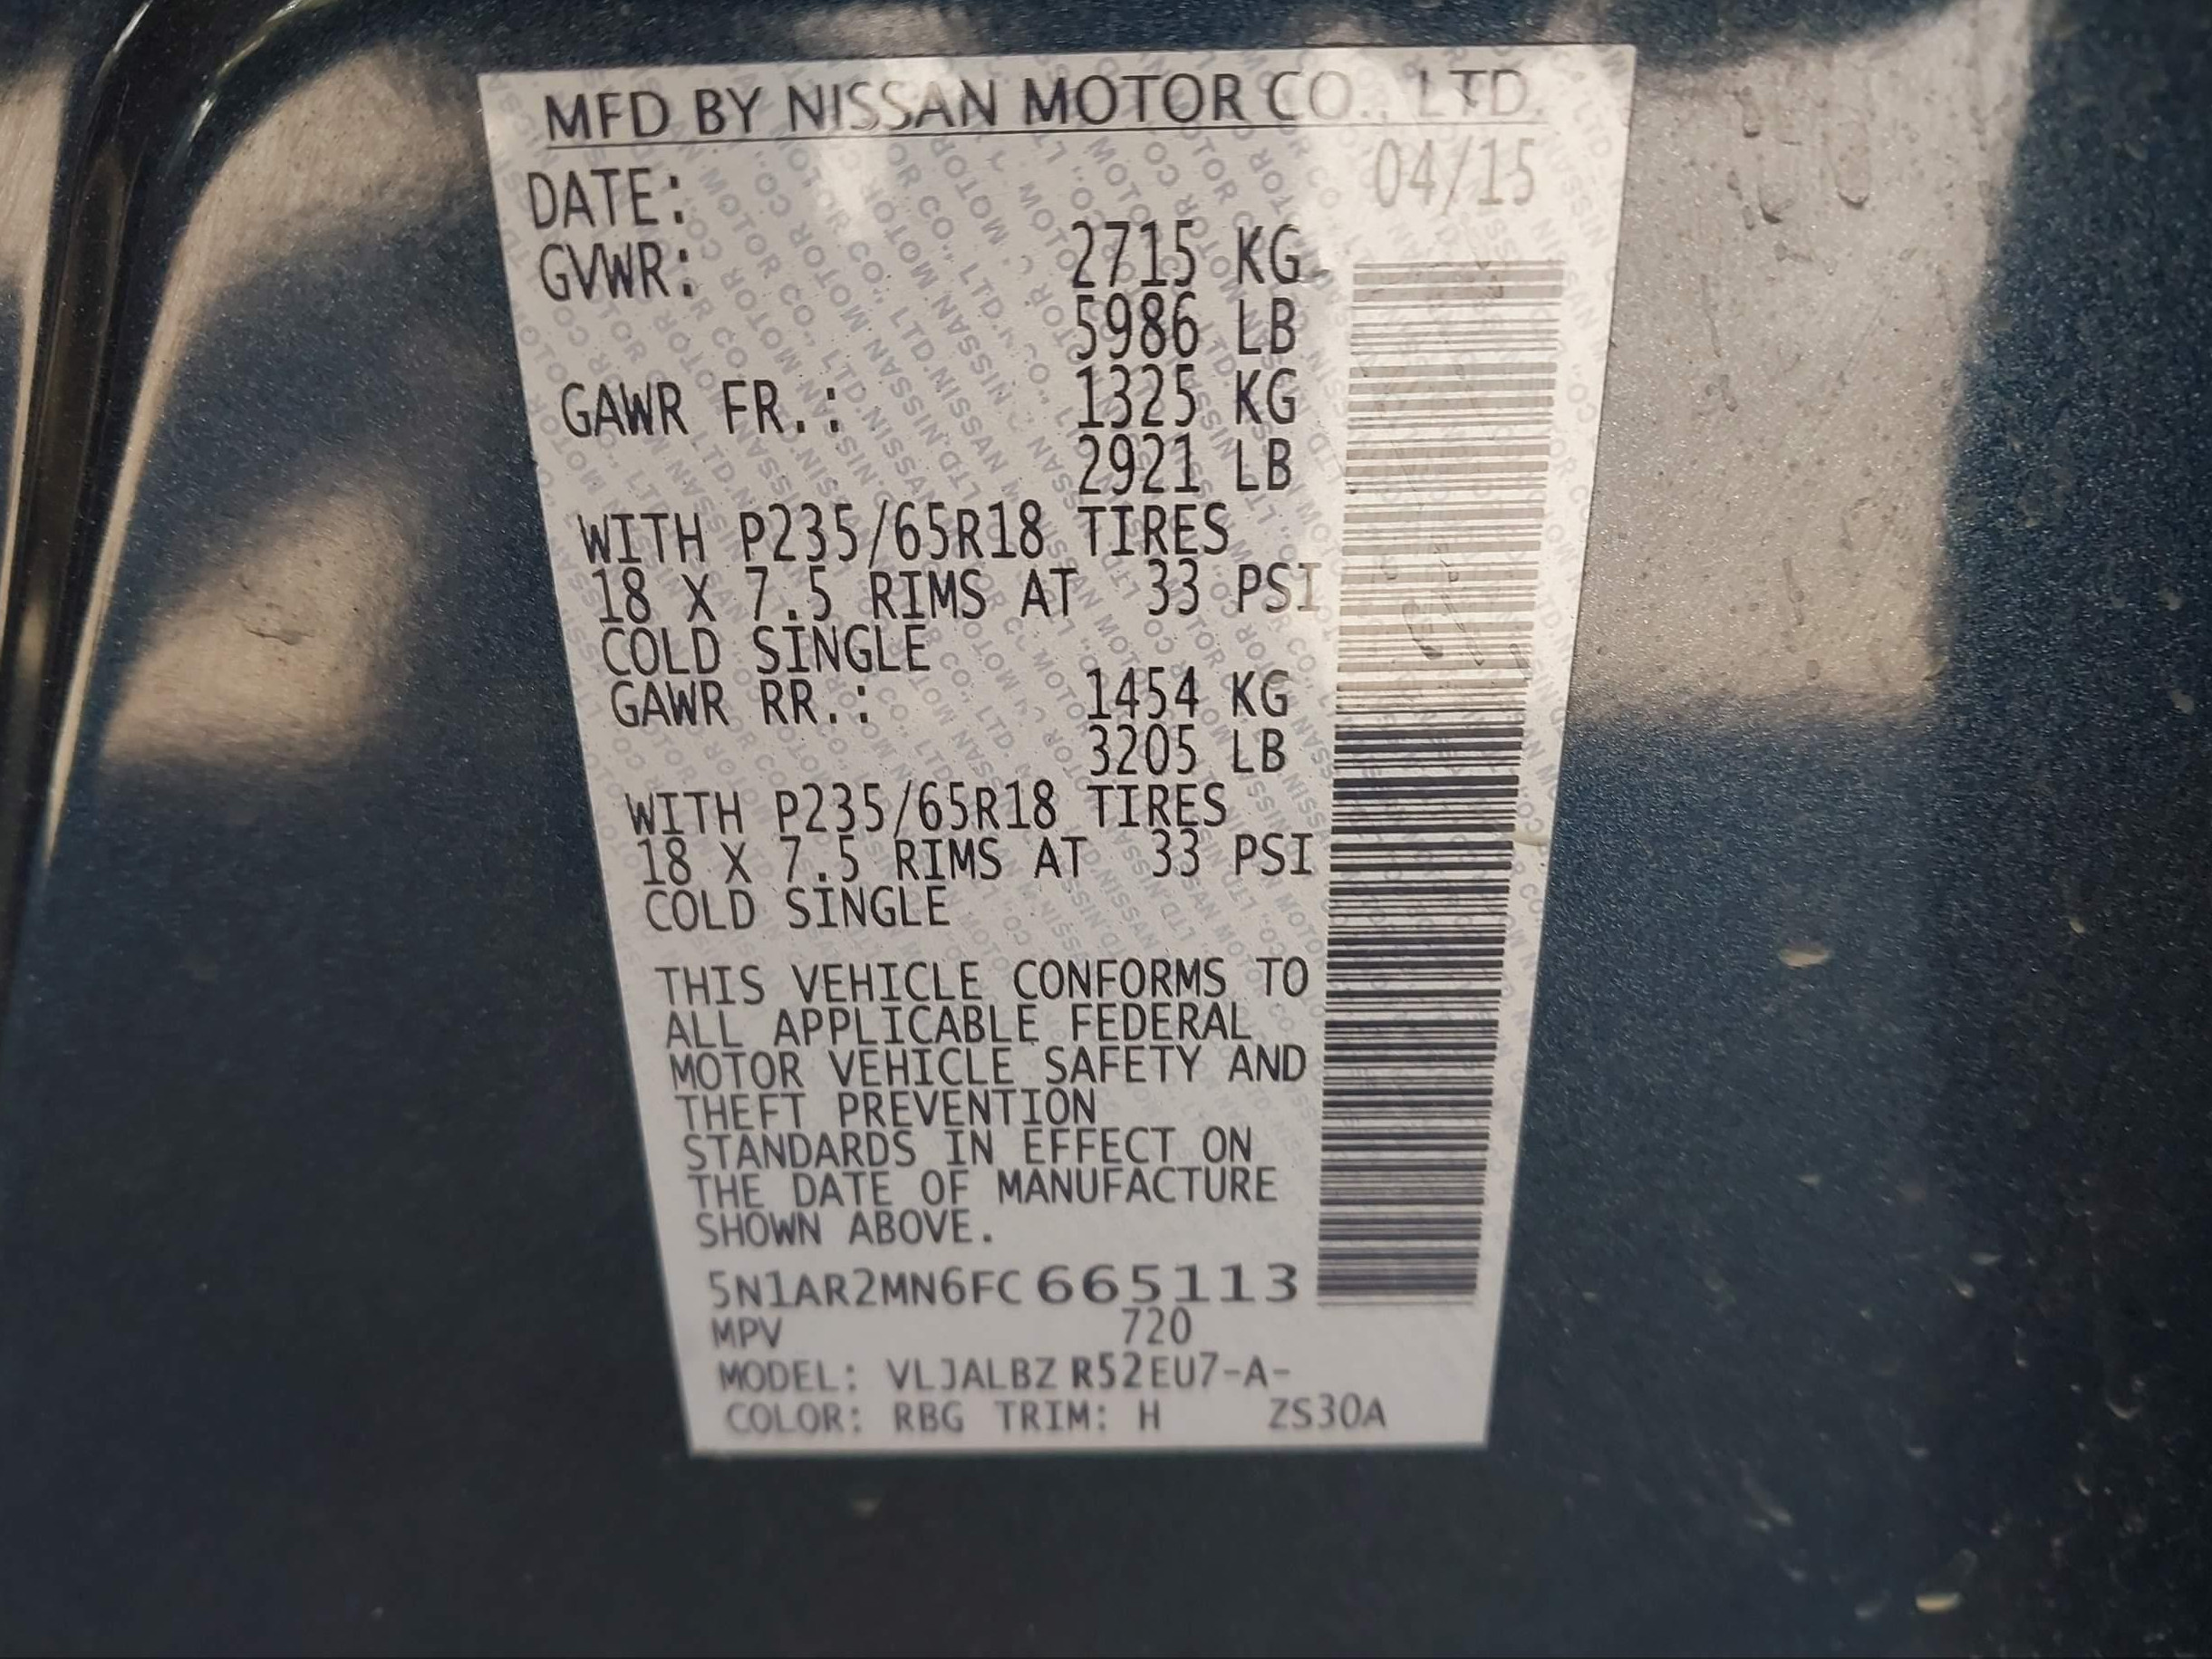 MFD BY NISSAN MOTOR CO., LTD.
DATE: 04/15
GVWR: 2715 KG
5986 LB
GAWR FR.: 1325 KG
2921 LB
WITH P235/65R18 TIRES
18 X 7.5 RIMS AT 33 PSI
COLD SINGLE
GAWR RR.: 1454 KG
3205 LB
WITH P235/65R18 TIRES
18 X 7.5 RIMS AT 33 PSI
COLD SINGLE
THIS VEHICLE CONFORMS TO
ALL APPLICABLE FEDERAL
MOTOR VEHICLE SAFETY AND
THEFT PREVENTION
STANDARDS IN EFFECT ON
THE DATE OF MANUFACTURE
SHOWN ABOVE.
5N1AR2MN6FC665113
MPV 720
MODEL: VLJALBZ R52EU7-A-
COLOR: RBG TRIM: H ZS30A